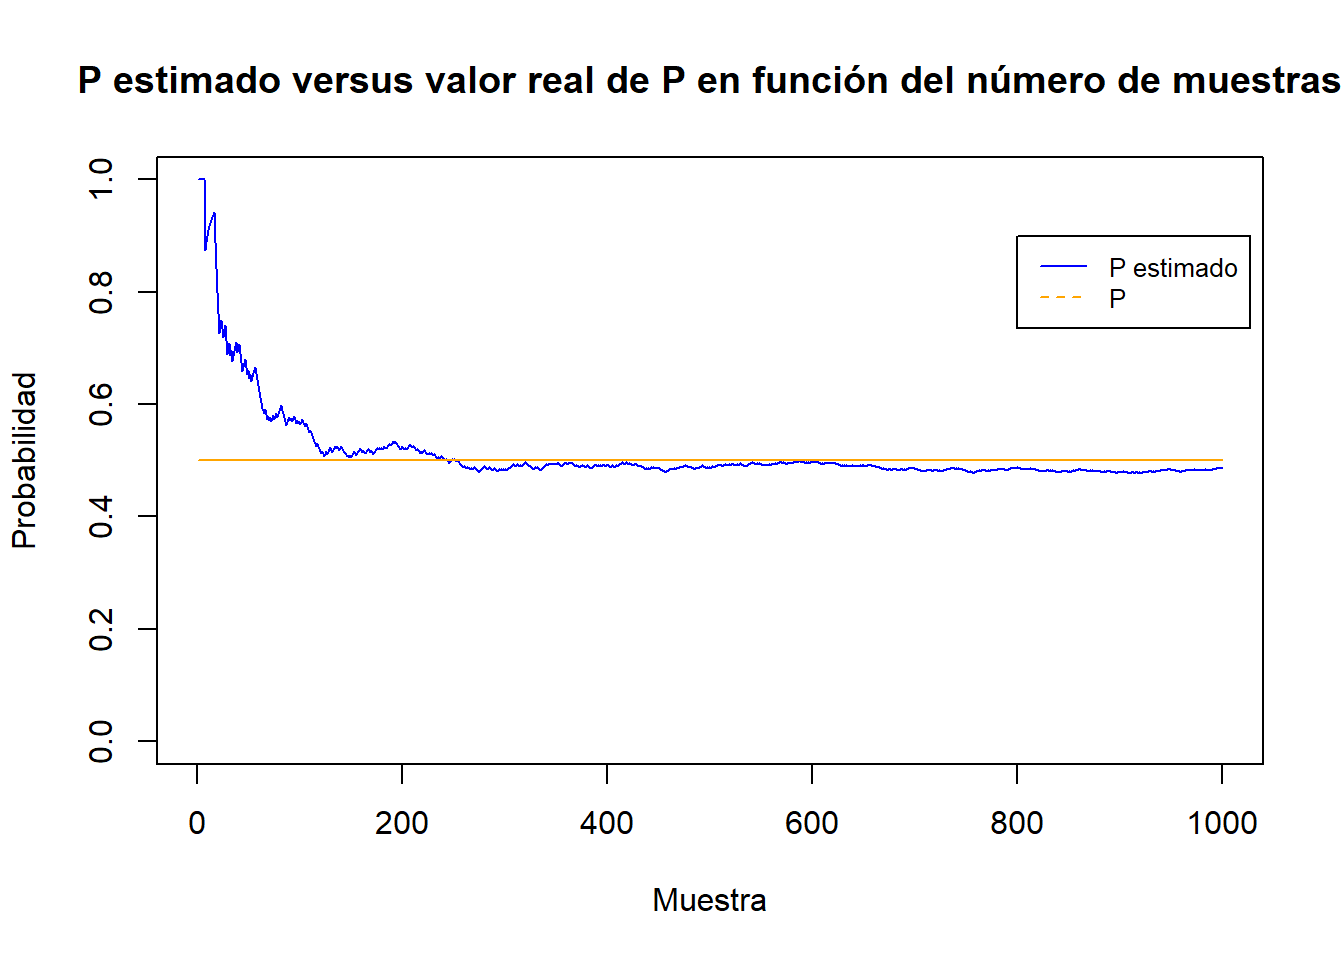 P estimado versus valor real de P en función del número de muestras
P estimado
P
Probabilidad
1.0
0.8
0.6
0.4
0.2
0.0
0 200 400 600 800 1000
Muestra